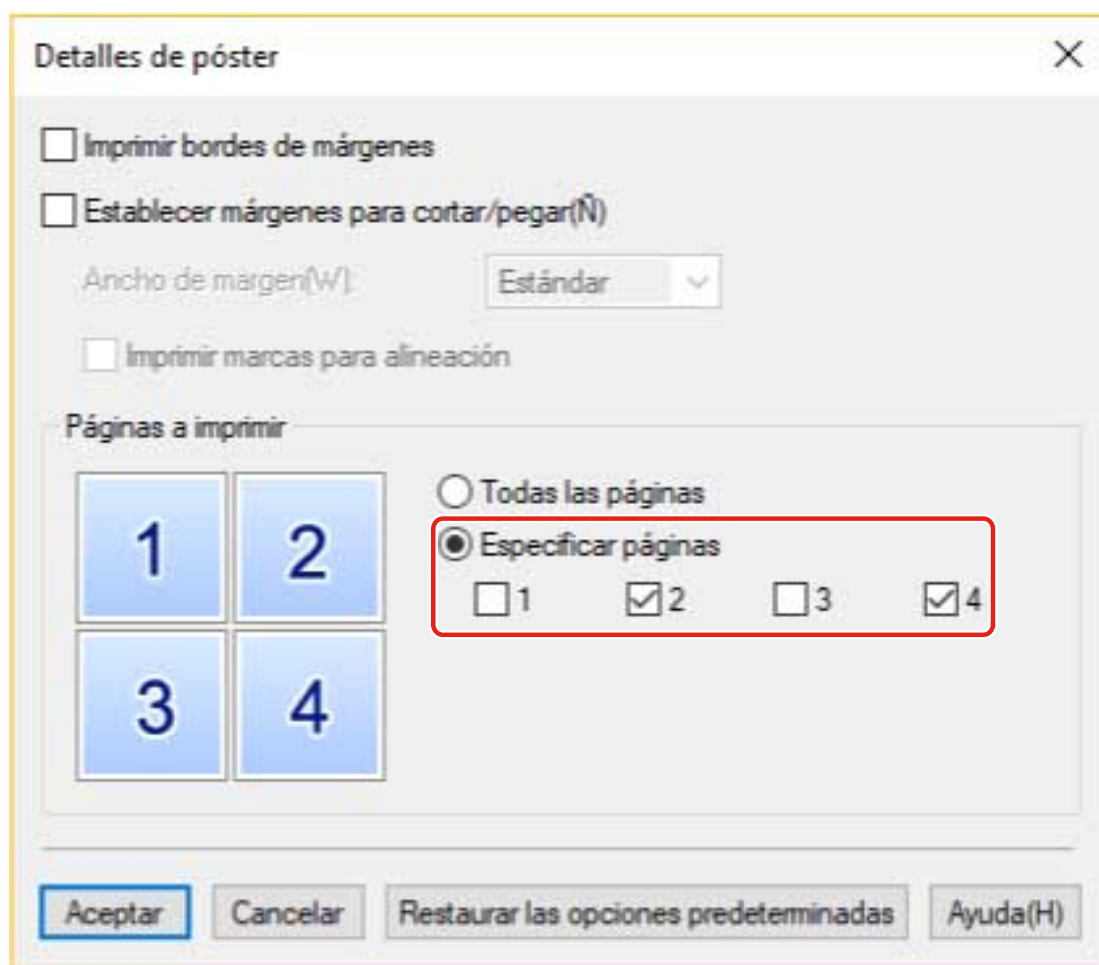 Detalles de póster
Imprimir bordes de márgenes
Establecer márgenes para cortar/pegar(Ñ)
Ancho de margen(W): Estándar
Imprimir marcas para alineación
Páginas a imprimir
1 2
3 4
Todas las páginas
Especificar páginas
1 2 3 4
Aceptar Cancelar Restaurar las opciones predeterminadas Ayuda(H)